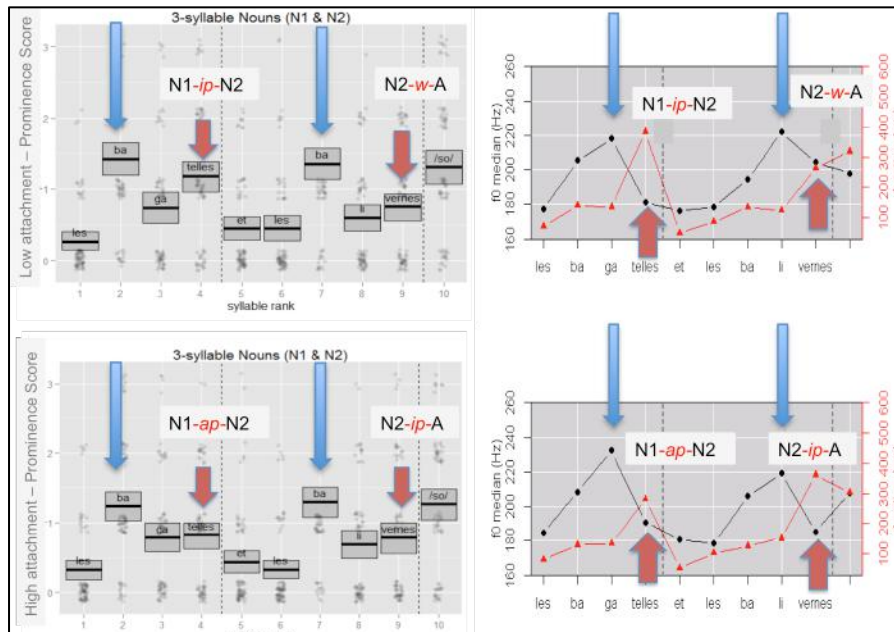 3-syllable Nouns (N1 & N2)
Low attachment – Prominence Score
3
2
1
0
N1-ip-N2
N2-w-A
les
ba
ga
telles
et
les
ba
li
vernes
/so/
1 2 3 4 5 6 7 8 9 10
syllable rank
f0 median (Hz)
160 180 200 220 240 260
N1-ip-N2
N2-w-A
100 200 300 400 500 600
les ba ga telles et les ba li vernes
3-syllable Nouns (N1 & N2)
High attachment – Prominence Score
3
2
1
0
N1-ap-N2
N2-ip-A
les
ba
ga
telles
et
les
ba
li
vernes
/so/
1 2 3 4 5 6 7 8 9 10
f0 median (Hz)
160 180 200 220 240 260
N1-ap-N2
N2-ip-A
100 200 300 400 500 600
les ba ga telles et les ba li vernes